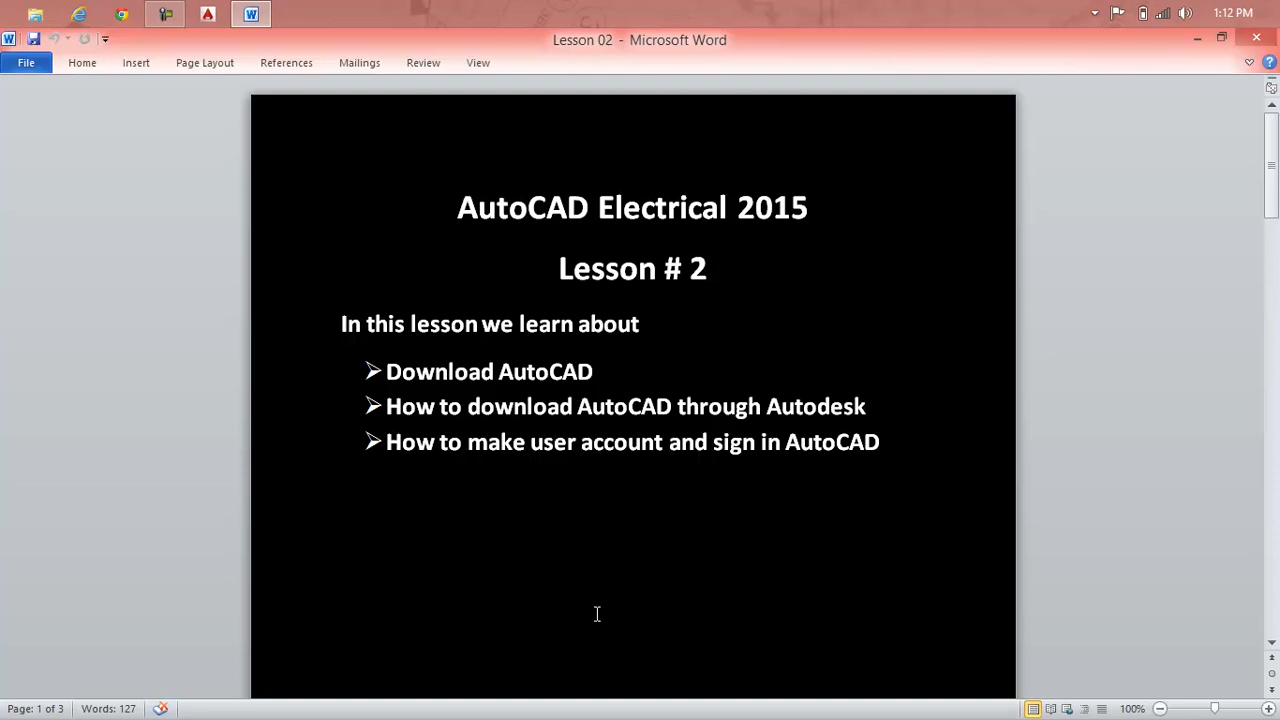 1:12 PM
Lesson 02 - Microsoft Word
File Home Insert Page Layout References Mailings Review View
AutoCAD Electrical 2015
Lesson # 2
In this lesson we learn about
Download AutoCAD
How to download AutoCAD through Autodesk
How to make user account and sign in AutoCAD
Page: 1 of 3 Words: 127 100%